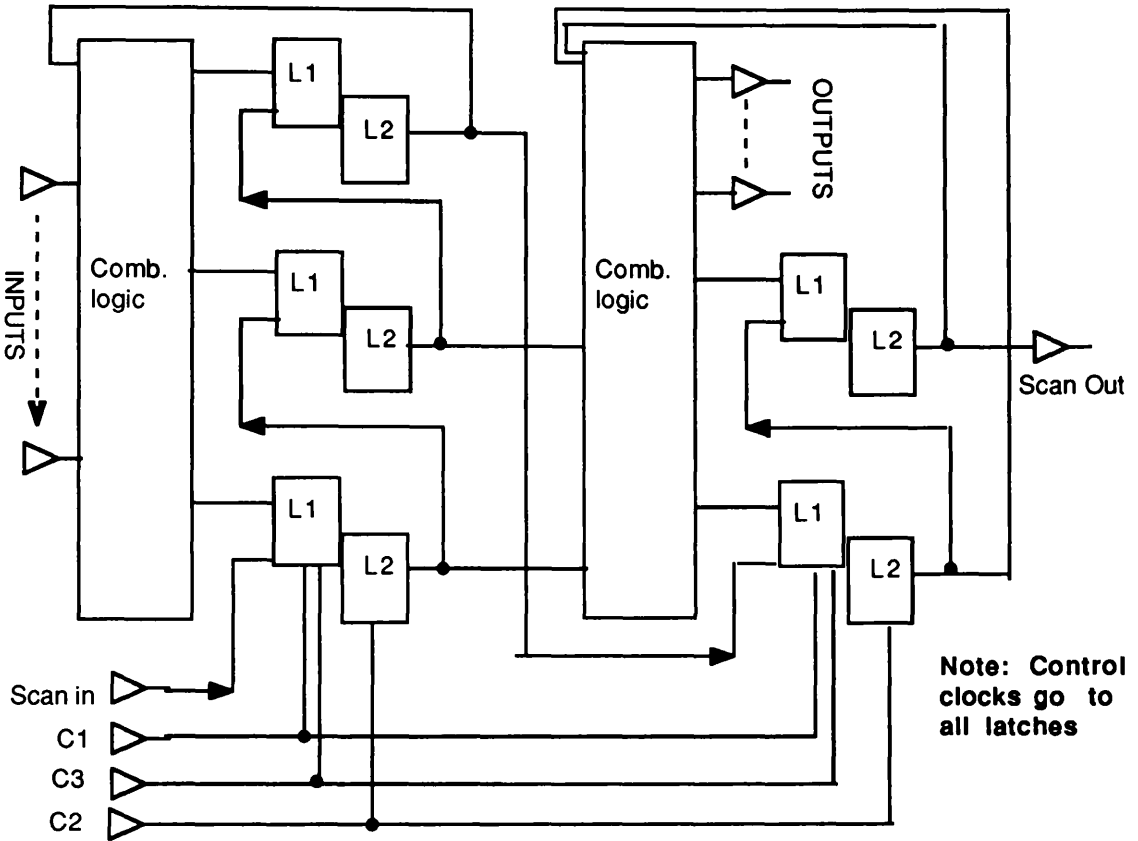 L1
L2
OUTPUTS
Comb.
logic
INPUTS
L1
L2
Comb.
logic
L1
L2
Scan Out
L1
L2
L1
L2
Scan in
C1
C3
C2
Note: Control
clocks go to
all latches